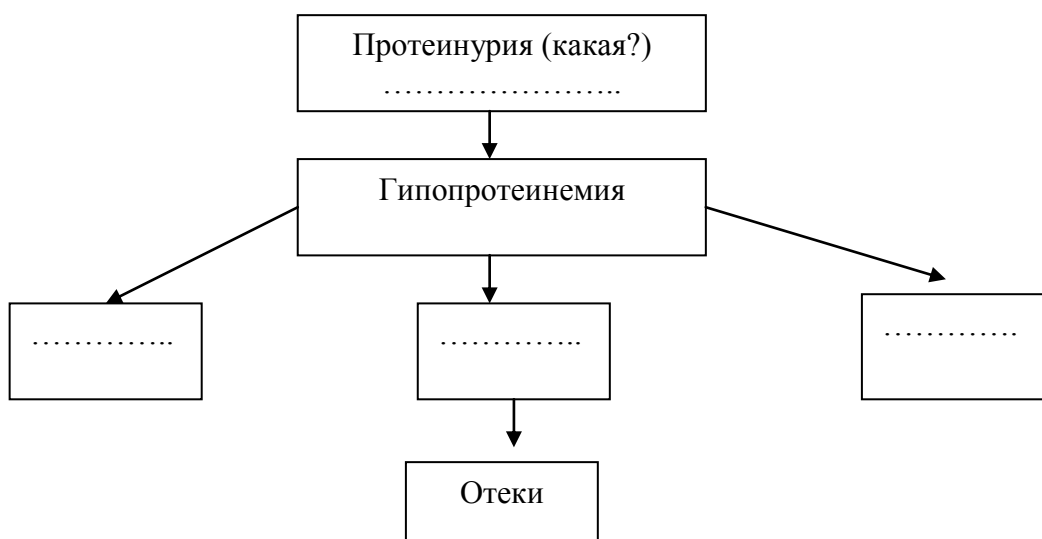 Протеинурия (какая?)
…………………..
Гипопротеинемия
…………..
…………..
………….
Отеки